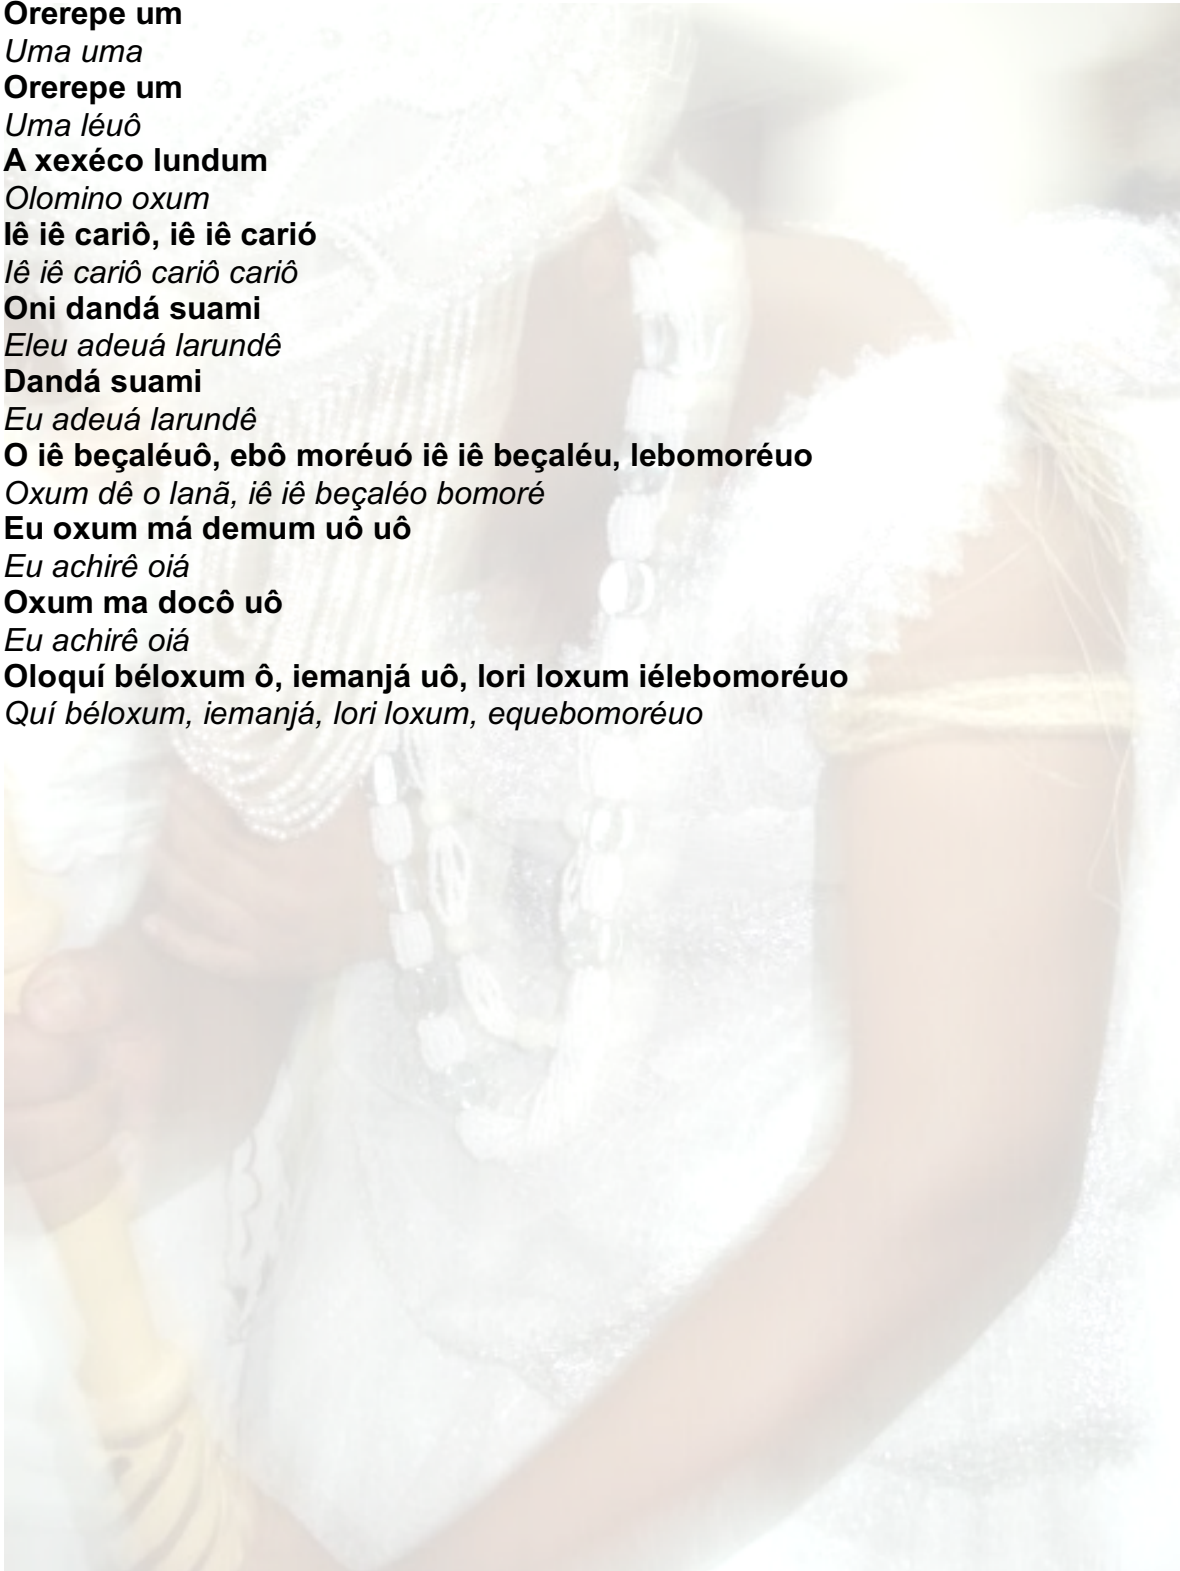 Orerepe um
Uma uma
Orerepe um
Uma léuô
A xexéco lundum
Olomino oxum
Iê iê cariô, iê iê carió
Iê iê cariô cariô cariô
Oni dandá suami
Eleu adeuá larundê
Dandá suami
Eu adeuá larundê
O iê beçaléuô, ebô moréuó iê iê beçaléu, lebomoréuo
Oxum dê o lanã, iê iê beçaléo bomoré
Eu oxum má demum uô uô
Eu achirê oiá
Oxum ma docô uô
Eu achirê oiá
Oloquí béloxum ô, iemanjá uô, lori loxum iélebomoréuo
Quí béloxum, iemanjá, lori loxum, equebomoréuo